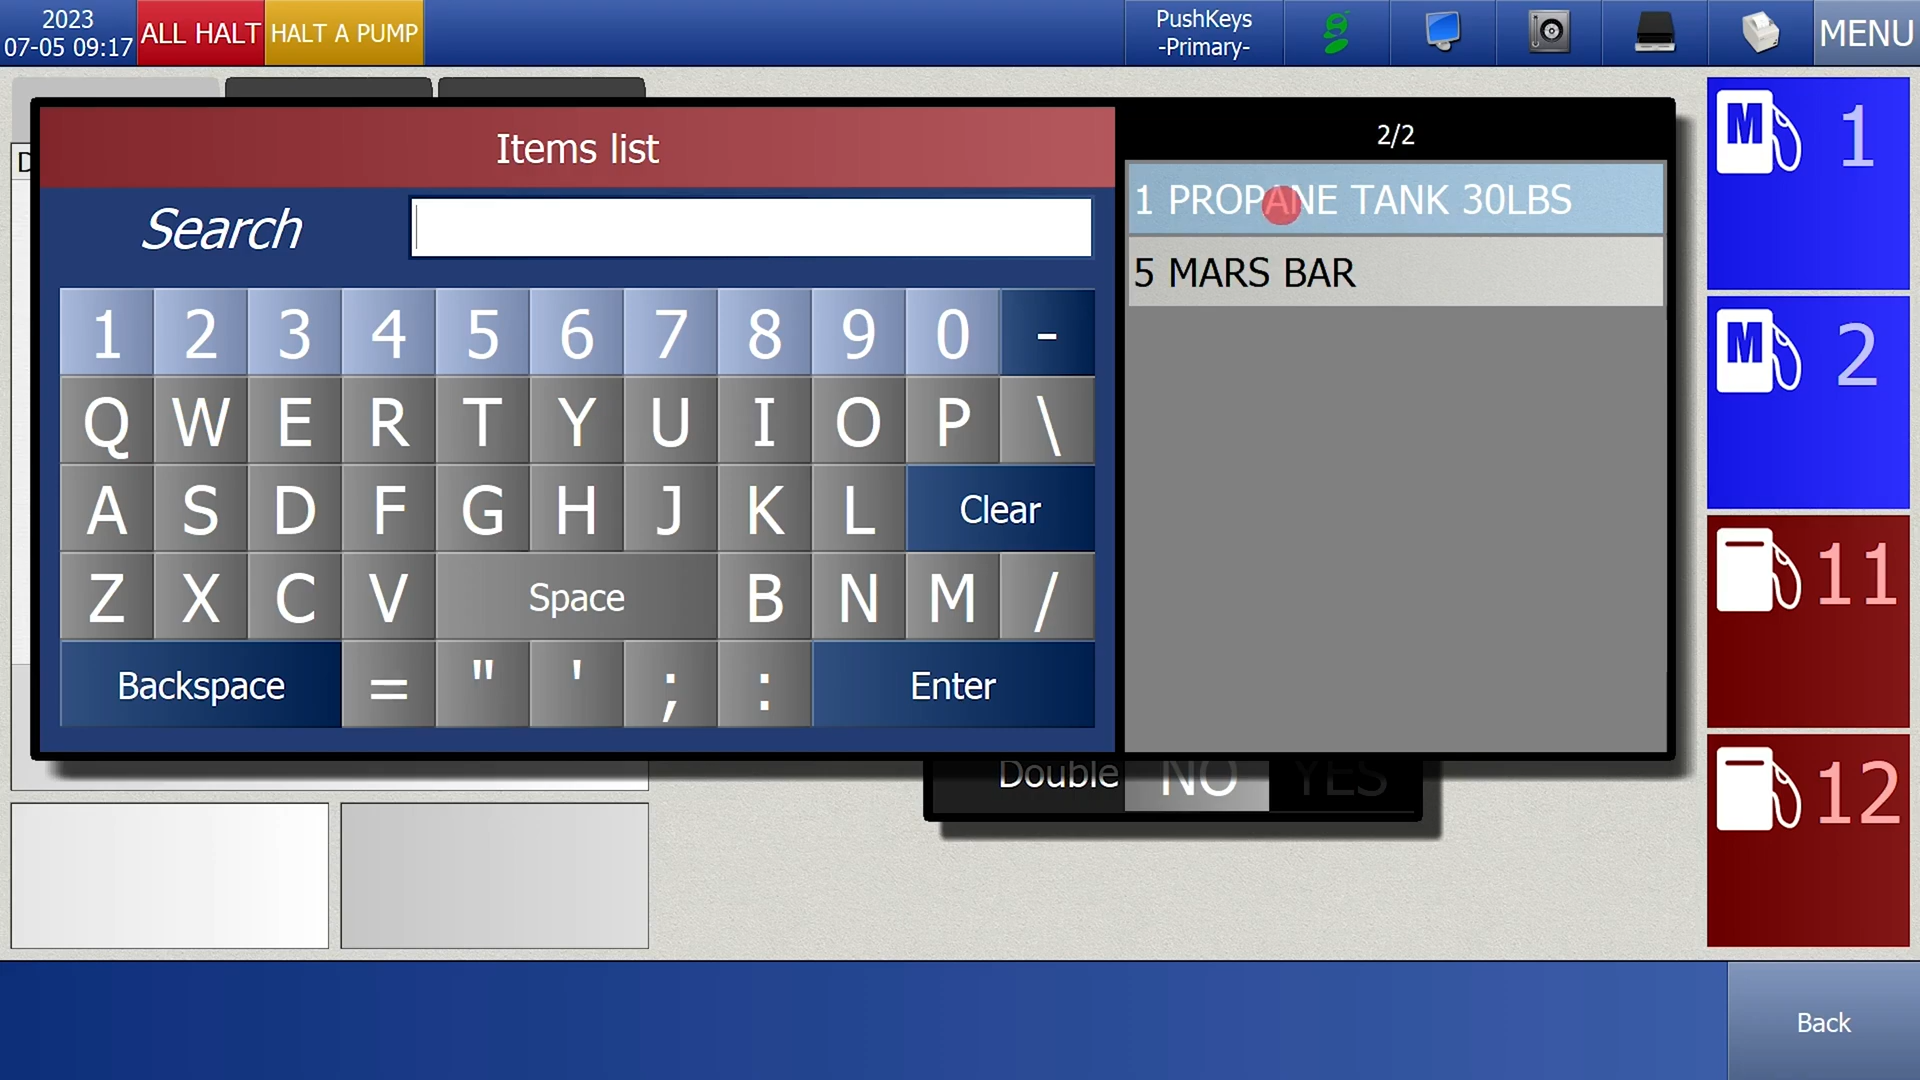 2023
07-05 09:17
ALL HALT
HALT A PUMP
PushKeys
-Primary-
MENU
Items list
Search
1 2 3 4 5 6 7 8 9 0 -
Q W E R T Y U I O P \
A S D F G H J K L Clear
Z X C V Space B N M /
Backspace = " ' ; : Enter
2/2
1 PROPANE TANK 30LBS
5 MARS BAR
Double NO YES
M 1
M 2
11
12
Back